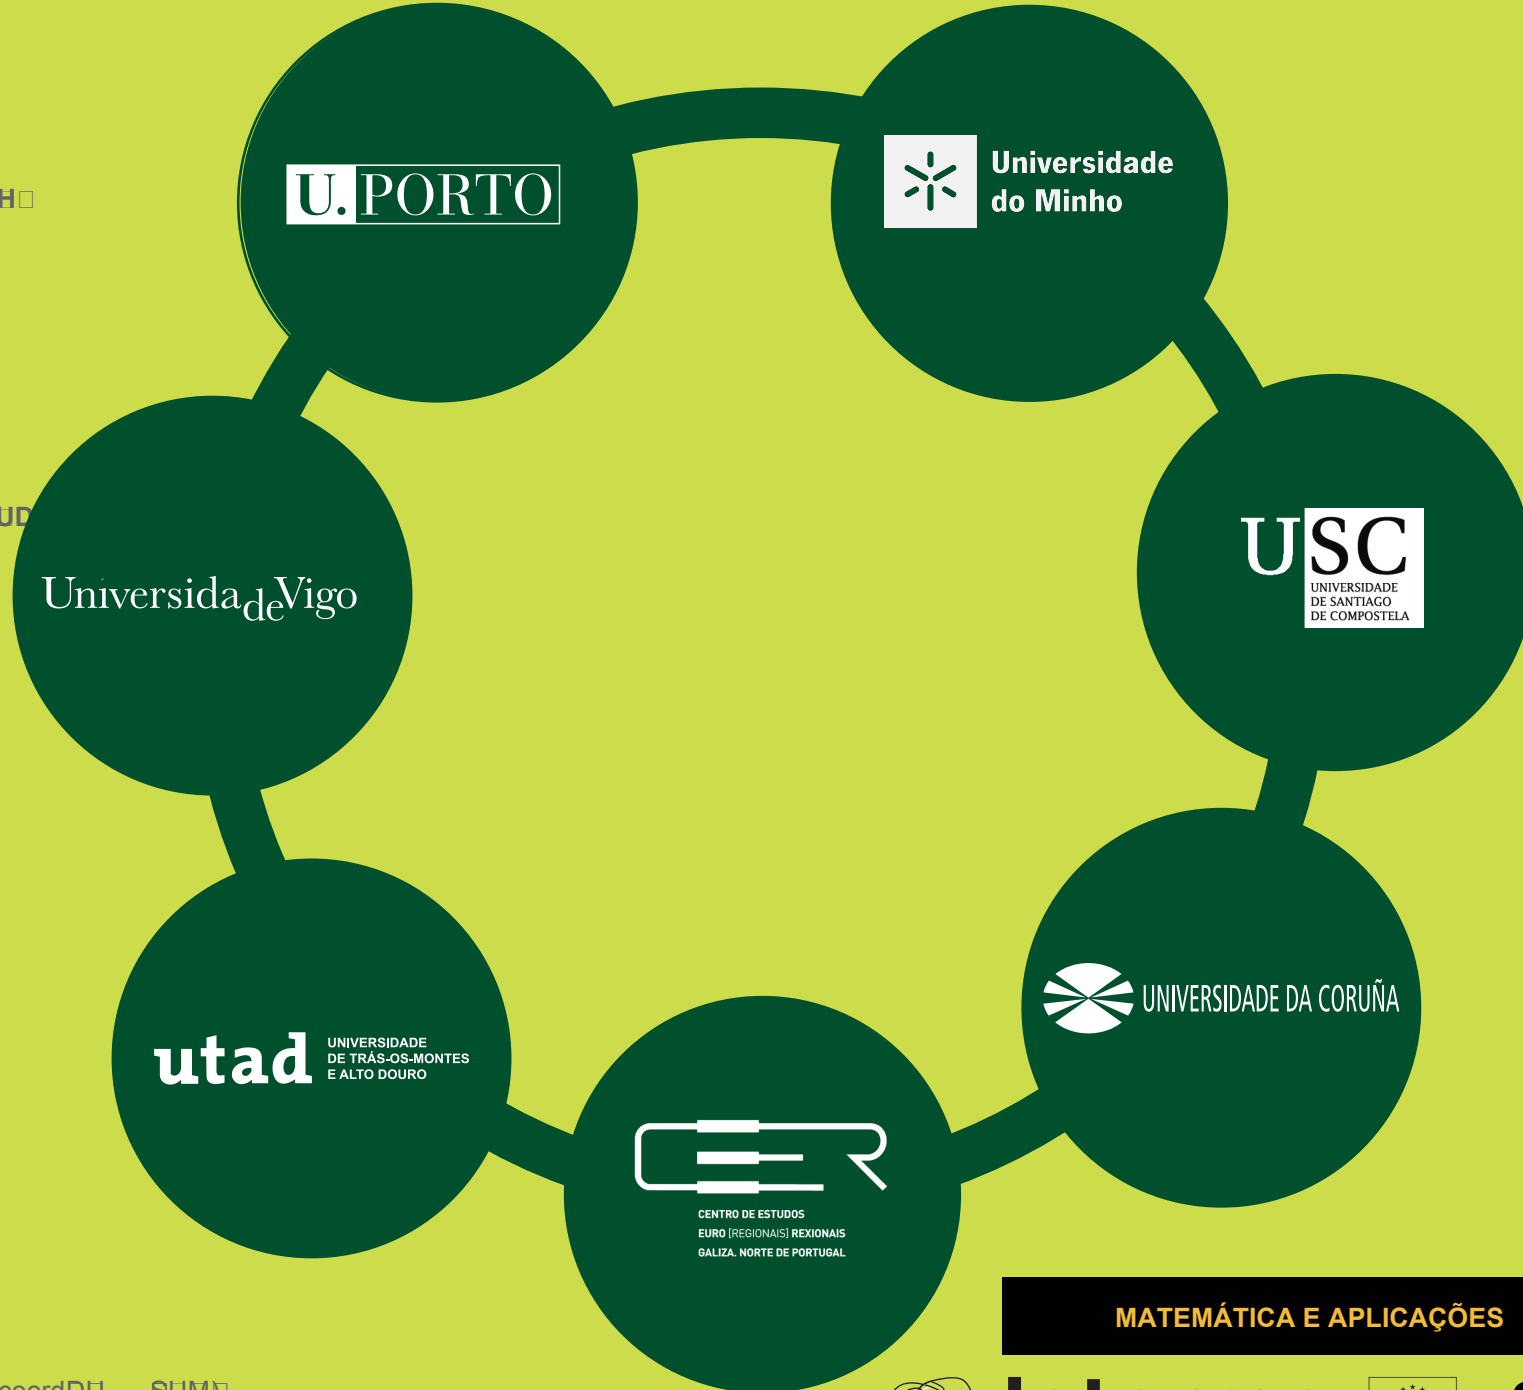 U.PORTO
Universidade
do Minho
USC
UNIVERSIDADE
DE SANTIAGO
DE COMPOSTELA
UniversidadeVigo
UNIVERSIDADE DA CORUÑA
utad
UNIVERSIDADE
DE TRÁS-OS-MONTES
E ALTO DOURO
CEER
CENTRO DE ESTUDOS
EURO [REGIONAIS] REXIONAIS
GALIZA. NORTE DE PORTUGAL
MATEMÁTICA E APLICAÇÕES